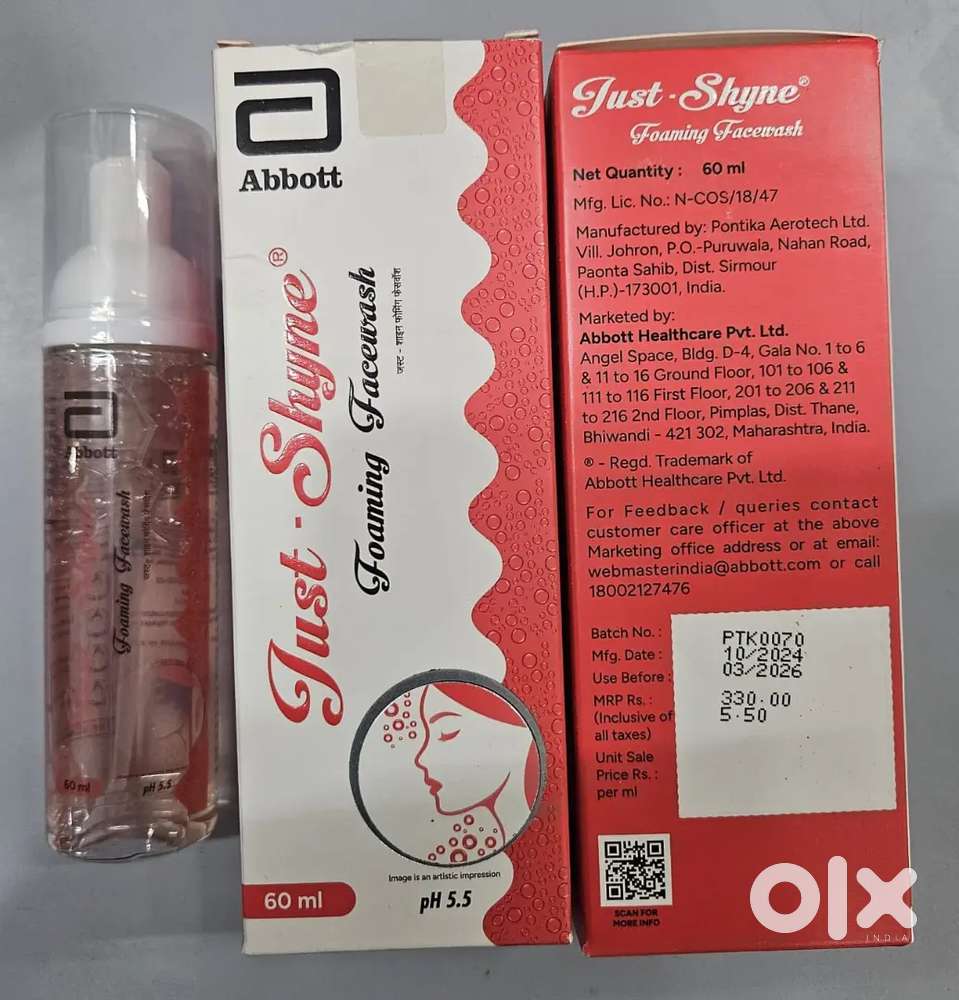 Abbott
Foaming Facewash
60 ml
pH 5.5
Abbott
Just - Shyne®
Foaming Facewash
जस्ट - शाइन फोमिंग फेसवॉश
Image is an artistic impression
60 ml
pH 5.5
Just - Shyne®
Foaming Facewash
Net Quantity : 60 ml
Mfg. Lic. No.: N-COS/18/47
Manufactured by: Pontika Aerotech Ltd.
Vill. Johron, P.O.-Puruwala, Nahan Road,
Paonta Sahib, Dist. Sirmour
(H.P.)-173001, India.
Marketed by:
Abbott Healthcare Pvt. Ltd.
Angel Space, Bldg. D-4, Gala No. 1 to 6
& 11 to 16 Ground Floor, 101 to 106 &
111 to 116 First Floor, 201 to 206 & 211
to 216 2nd Floor, Pimplas, Dist. Thane,
Bhiwandi - 421 302, Maharashtra, India.
® - Regd. Trademark of
Abbott Healthcare Pvt. Ltd.
For Feedback / queries contact
customer care officer at the above
Marketing office address or at email:
webmasterindia@abbott.com or call
18002127476
Batch No. : PTK0070
Mfg. Date : 10/2024
Use Before : 03/2026
MRP Rs. : 330.00
(Inclusive of 5.50
all taxes)
Unit Sale
Price Rs. :
per ml
SCAN FOR
MORE INFO
olx
INDIA